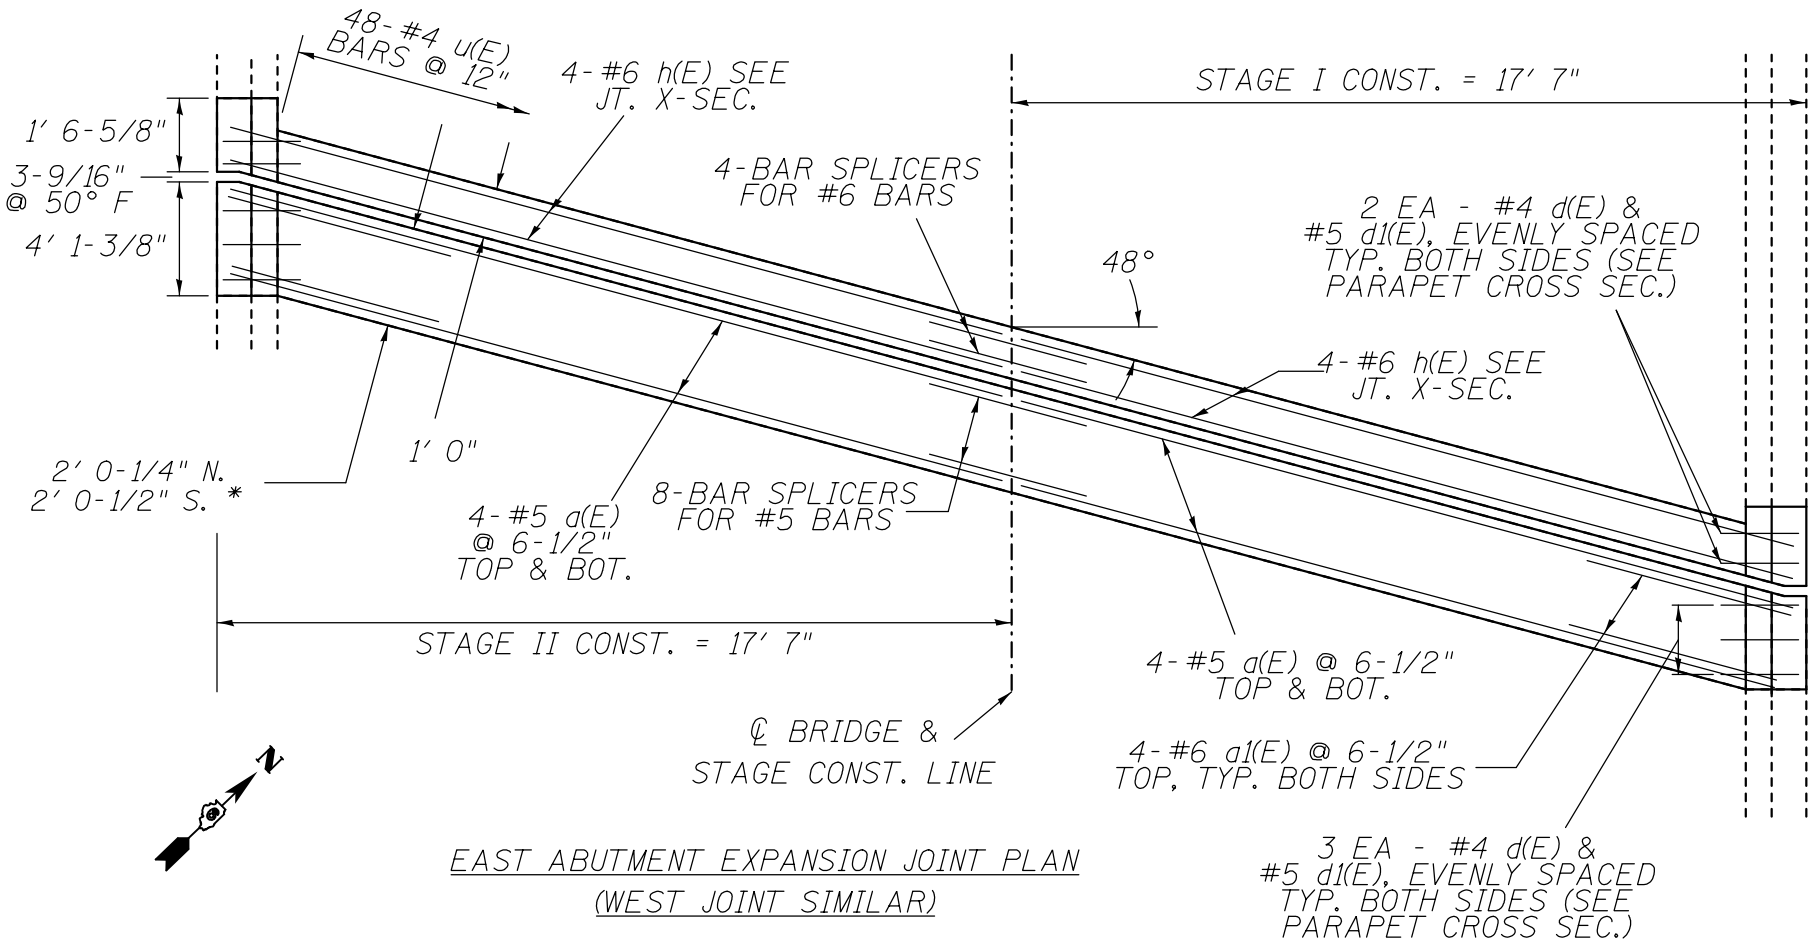 48-#4 u(E)
BARS @ 12"
4-#6 h(E) SEE
JT. X-SEC.
STAGE I CONST. = 17' 7"
1' 6-5/8"
3-9/16"
@ 50° F
4' 1-3/8"
4-BAR SPLICERS
FOR #6 BARS
48°
2 EA - #4 d(E) &
#5 d1(E), EVENLY SPACED
TYP. BOTH SIDES (SEE
PARAPET CROSS SEC.)
4-#6 h(E) SEE
JT. X-SEC.
1' 0"
2' 0-1/4" N.
2' 0-1/2" S. *
4-#5 a(E)
@ 6-1/2"
TOP & BOT.
8-BAR SPLICERS
FOR #5 BARS
STAGE II CONST. = 17' 7"
4-#5 a(E) @ 6-1/2"
TOP & BOT.
℄ BRIDGE &
STAGE CONST. LINE
4-#6 a1(E) @ 6-1/2"
TOP, TYP. BOTH SIDES
N
3 EA - #4 d(E) &
#5 d1(E), EVENLY SPACED
TYP. BOTH SIDES (SEE
PARAPET CROSS SEC.)
EAST ABUTMENT EXPANSION JOINT PLAN
(WEST JOINT SIMILAR)